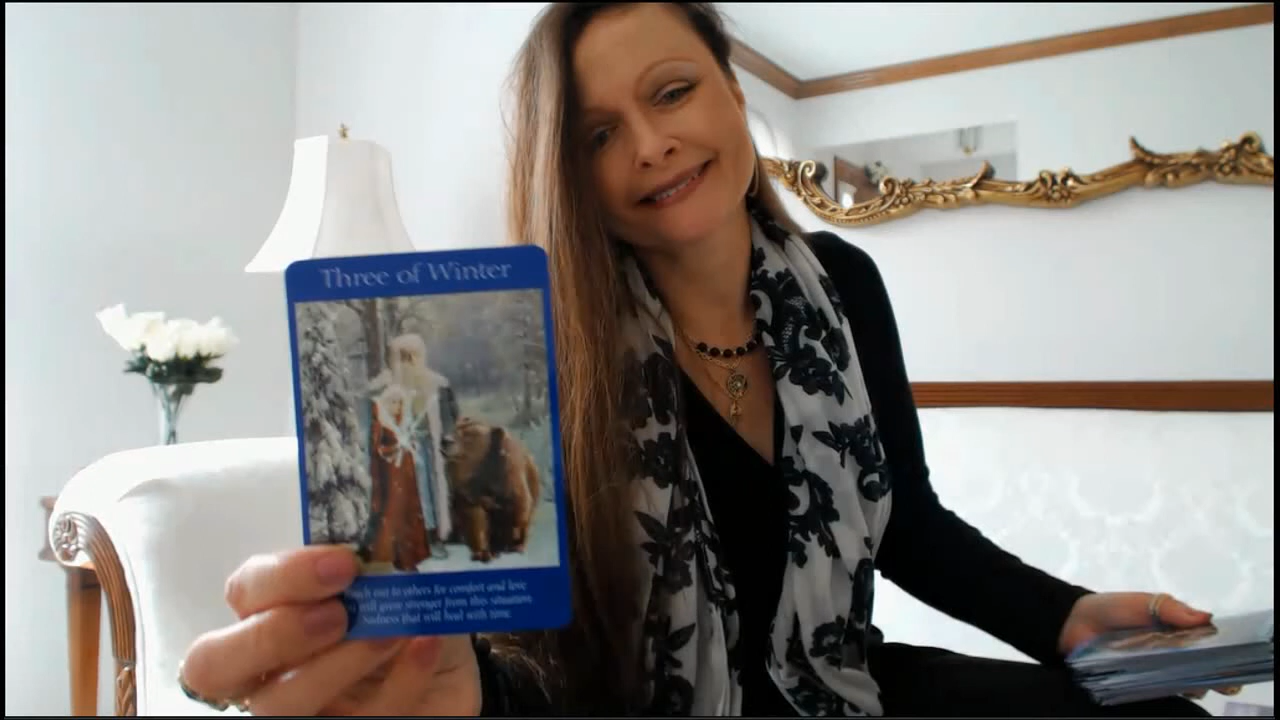 Three of Winter
out to others for comfort and love
will grow stronger from this situation
Sadness that will heal with time.